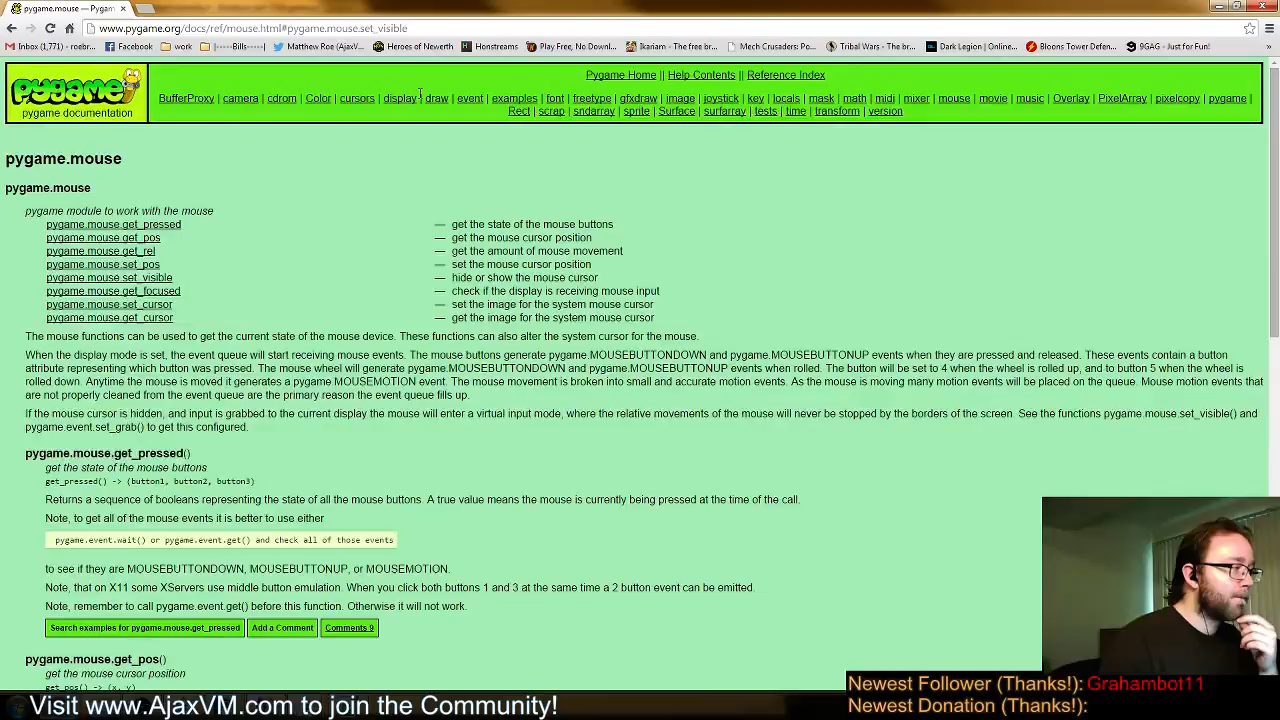 pygame.mouse — Pygame
www.pygame.org/docs/ref/mouse.html#pygame.mouse.set_visible
Inbox (1,701) - roebr... Facebook work -----Bills----- Matthew Roe (AjaxV... Heroes of Newerth Honstreams Play Free, No Downl... Ikariam - The free br... Mech Crusaders: Po... Tribal Wars - The br... Dark Legion | Online... Bloons Tower Defen... 9GAG - Just for Fun!
Pygame Home || Help Contents || Reference Index
pygame
pygame documentation
BufferProxy | camera | cdrom | Color | cursors | display | draw | event | examples | font | freetype | gfxdraw | image | joystick | key | locals | mask | math | midi | mixer | mouse | movie | music | Overlay | PixelArray | pixelcopy | pygame |
Rect | scrap | sndarray | sprite | Surface | surfarray | tests | time | transform | version
pygame.mouse
pygame.mouse
pygame module to work with the mouse
pygame.mouse.get_pressed — get the state of the mouse buttons
pygame.mouse.get_pos — get the mouse cursor position
pygame.mouse.get_rel — get the amount of mouse movement
pygame.mouse.set_pos — set the mouse cursor position
pygame.mouse.set_visible — hide or show the mouse cursor
pygame.mouse.get_focused — check if the display is receiving mouse input
pygame.mouse.set_cursor — set the image for the system mouse cursor
pygame.mouse.get_cursor — get the image for the system mouse cursor
The mouse functions can be used to get the current state of the mouse device. These functions can also alter the system cursor for the mouse.
When the display mode is set, the event queue will start receiving mouse events. The mouse buttons generate pygame.MOUSEBUTTONDOWN and pygame.MOUSEBUTTONUP events when they are pressed and released. These events contain a button
attribute representing which button was pressed. The mouse wheel will generate pygame.MOUSEBUTTONDOWN and pygame.MOUSEBUTTONUP events when rolled. The button will be set to 4 when the wheel is rolled up, and to button 5 when the wheel is
rolled down. Anytime the mouse is moved it generates a pygame.MOUSEMOTION event. The mouse movement is broken into small and accurate motion events. As the mouse is moving many motion events will be placed on the queue. Mouse motion events that
are not properly cleaned from the event queue are the primary reason the event queue fills up.
If the mouse cursor is hidden, and input is grabbed to the current display the mouse will enter a virtual input mode, where the relative movements of the mouse will never be stopped by the borders of the screen. See the functions pygame.mouse.set_visible() and
pygame.event.set_grab() to get this configured.
pygame.mouse.get_pressed()
get the state of the mouse buttons
get_pressed() -> (button1, button2, button3)
Returns a sequence of booleans representing the state of all the mouse buttons. A true value means the mouse is currently being pressed at the time of the call.
Note, to get all of the mouse events it is better to use either
pygame.event.wait() or pygame.event.get() and check all of those events
to see if they are MOUSEBUTTONDOWN, MOUSEBUTTONUP, or MOUSEMOTION.
Note, that on X11 some XServers use middle button emulation. When you click both buttons 1 and 3 at the same time a 2 button event can be emitted.
Note, remember to call pygame.event.get() before this function. Otherwise it will not work.
Search examples for pygame.mouse.get_pressed Add a Comment Comments 9
pygame.mouse.get_pos()
get the mouse cursor position
get_pos() -> (x, y)
Visit www.AjaxVM.com to join the Community!
Newest Follower (Thanks!): Grahambot11
Newest Donation (Thanks!):